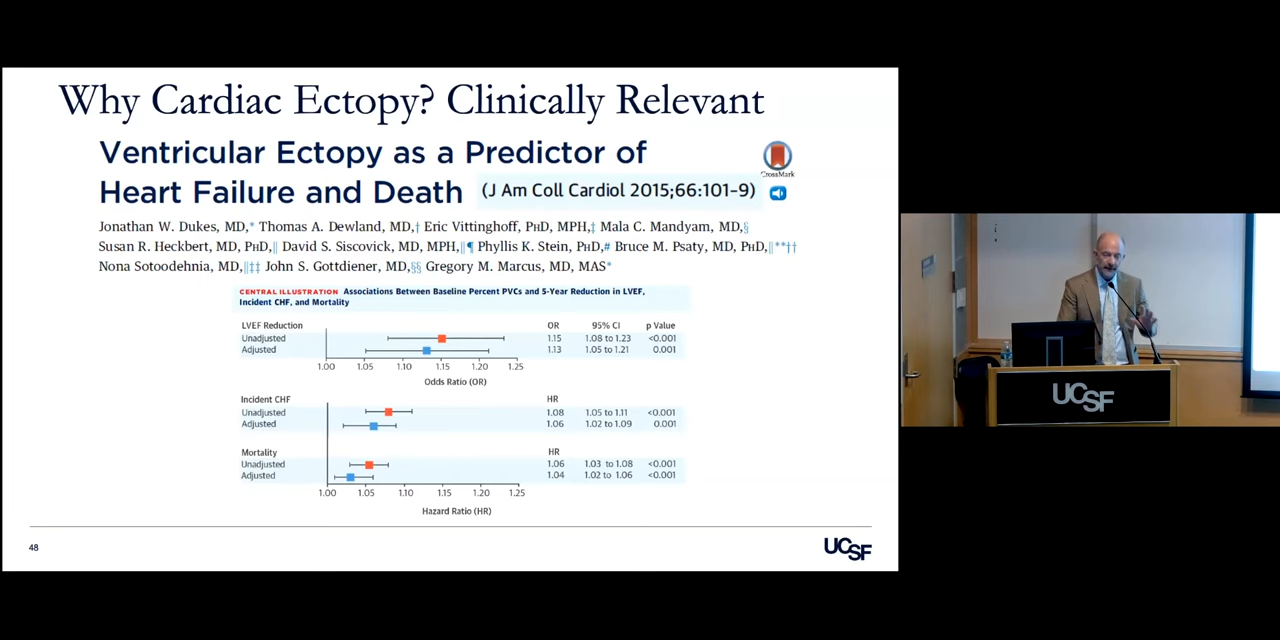 Why Cardiac Ectopy? Clinically Relevant
Ventricular Ectopy as a Predictor of
Heart Failure and Death (J Am Coll Cardiol 2015;66:101-9)
CrossMark
Jonathan W. Dukes, MD,* Thomas A. Dewland, MD,† Eric Vittinghoff, PHD, MPH,‡ Mala C. Mandyam, MD,§
Susan R. Heckbert, MD, PHD,‖ David S. Siscovick, MD, MPH,‖¶ Phyllis K. Stein, PHD,# Bruce M. Psaty, MD, PHD,‖**††
Nona Sotoodehnia, MD,‖‡‡ John S. Gottdiener, MD,§§ Gregory M. Marcus, MD, MAS*
CENTRAL ILLUSTRATION Associations Between Baseline Percent PVCs and 5-Year Reduction in LVEF,
Incident CHF, and Mortality
LVEF Reduction OR 95% CI p Value
Unadjusted 1.15 1.08 to 1.23 <0.001
Adjusted 1.13 1.05 to 1.21 0.001
1.00 1.05 1.10 1.15 1.20 1.25
Odds Ratio (OR)
Incident CHF HR
Unadjusted 1.08 1.05 to 1.11 <0.001
Adjusted 1.06 1.02 to 1.09 0.001
Mortality HR
Unadjusted 1.06 1.03 to 1.08 <0.001
Adjusted 1.04 1.02 to 1.06 <0.001
1.00 1.05 1.10 1.15 1.20 1.25
Hazard Ratio (HR)
48
UCSF
UCSF